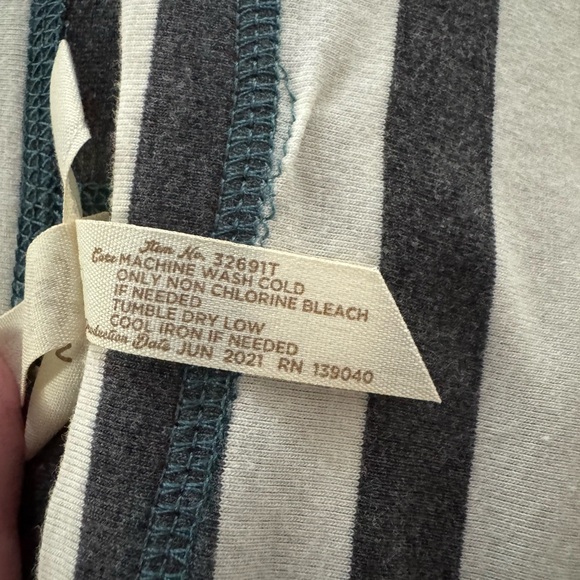 Item No. 32691T
Care MACHINE WASH COLD
ONLY NON CHLORINE BLEACH
IF NEEDED
TUMBLE DRY LOW
COOL IRON IF NEEDED
Production Date JUN 2021 RN 139040